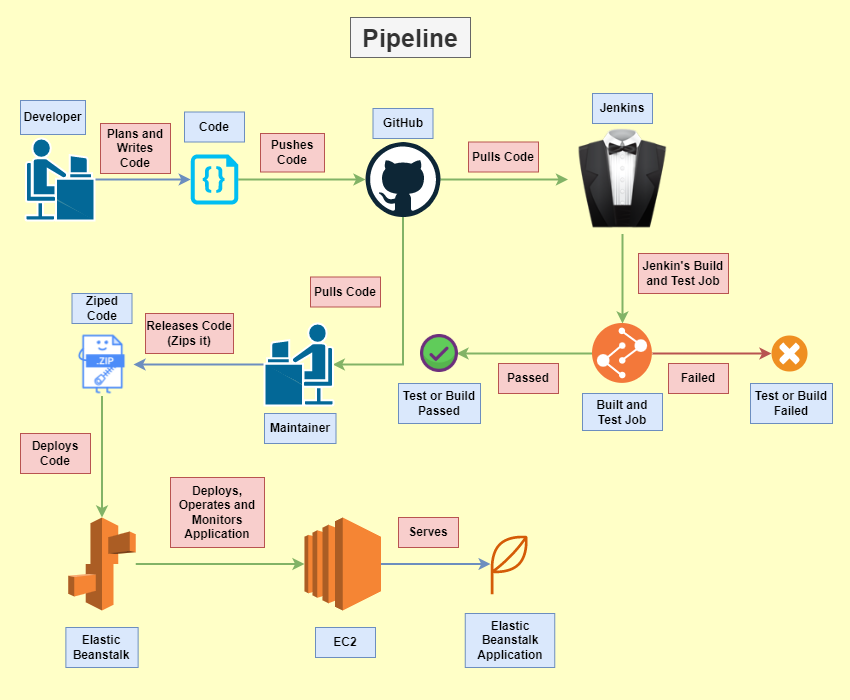 Pipeline
Developer
Plans and
Writes
Code
Code
Pushes
Code
GitHub
Pulls Code
Jenkins
Jenkin's Build
and Test Job
Pulls Code
Ziped
Code
Releases Code
(Zips it)
.ZIP
Maintainer
Test or Build
Passed
Passed
Built and
Test Job
Failed
Test or Build
Failed
Deploys
Code
Deploys,
Operates and
Monitors
Application
Serves
Elastic
Beanstalk
EC2
Elastic
Beanstalk
Application